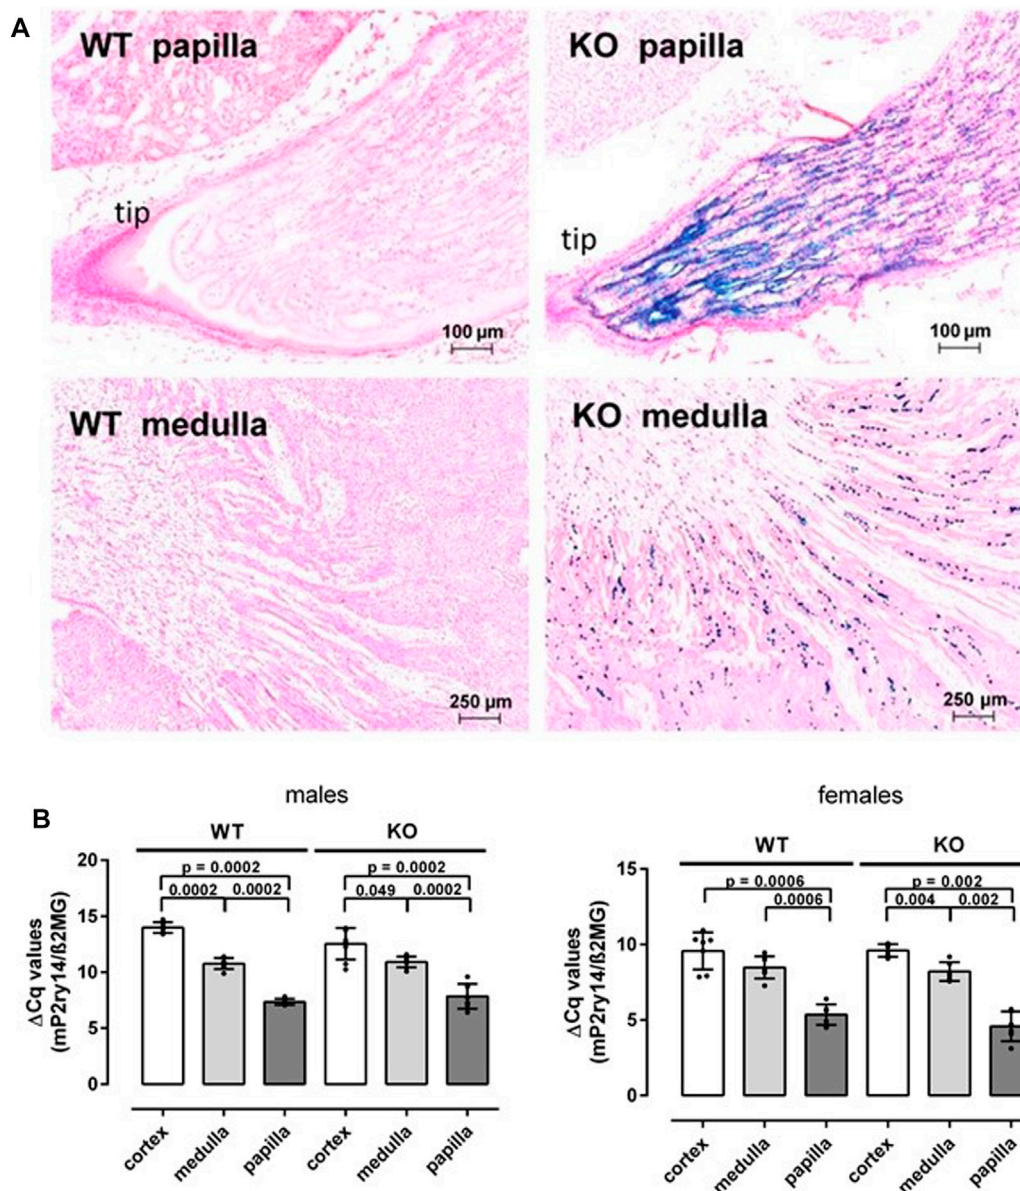 A
WT papilla
KO papilla
tip
tip
100 µm
100 µm
WT medulla
KO medulla
250 µm
250 µm
B
males
WT
KO
p = 0.0002
p = 0.0002
0.0002
0.0002
0.049
0.0002
ΔCq values
(mP2ry14/ß2MG)
20
15
10
5
0
cortex
medulla
papilla
cortex
medulla
papilla
females
WT
KO
p = 0.0006
p = 0.002
0.0006
0.004
0.002
ΔCq values
(mP2ry14/ß2MG)
15
10
5
0
cortex
medulla
papilla
cortex
medulla
papilla